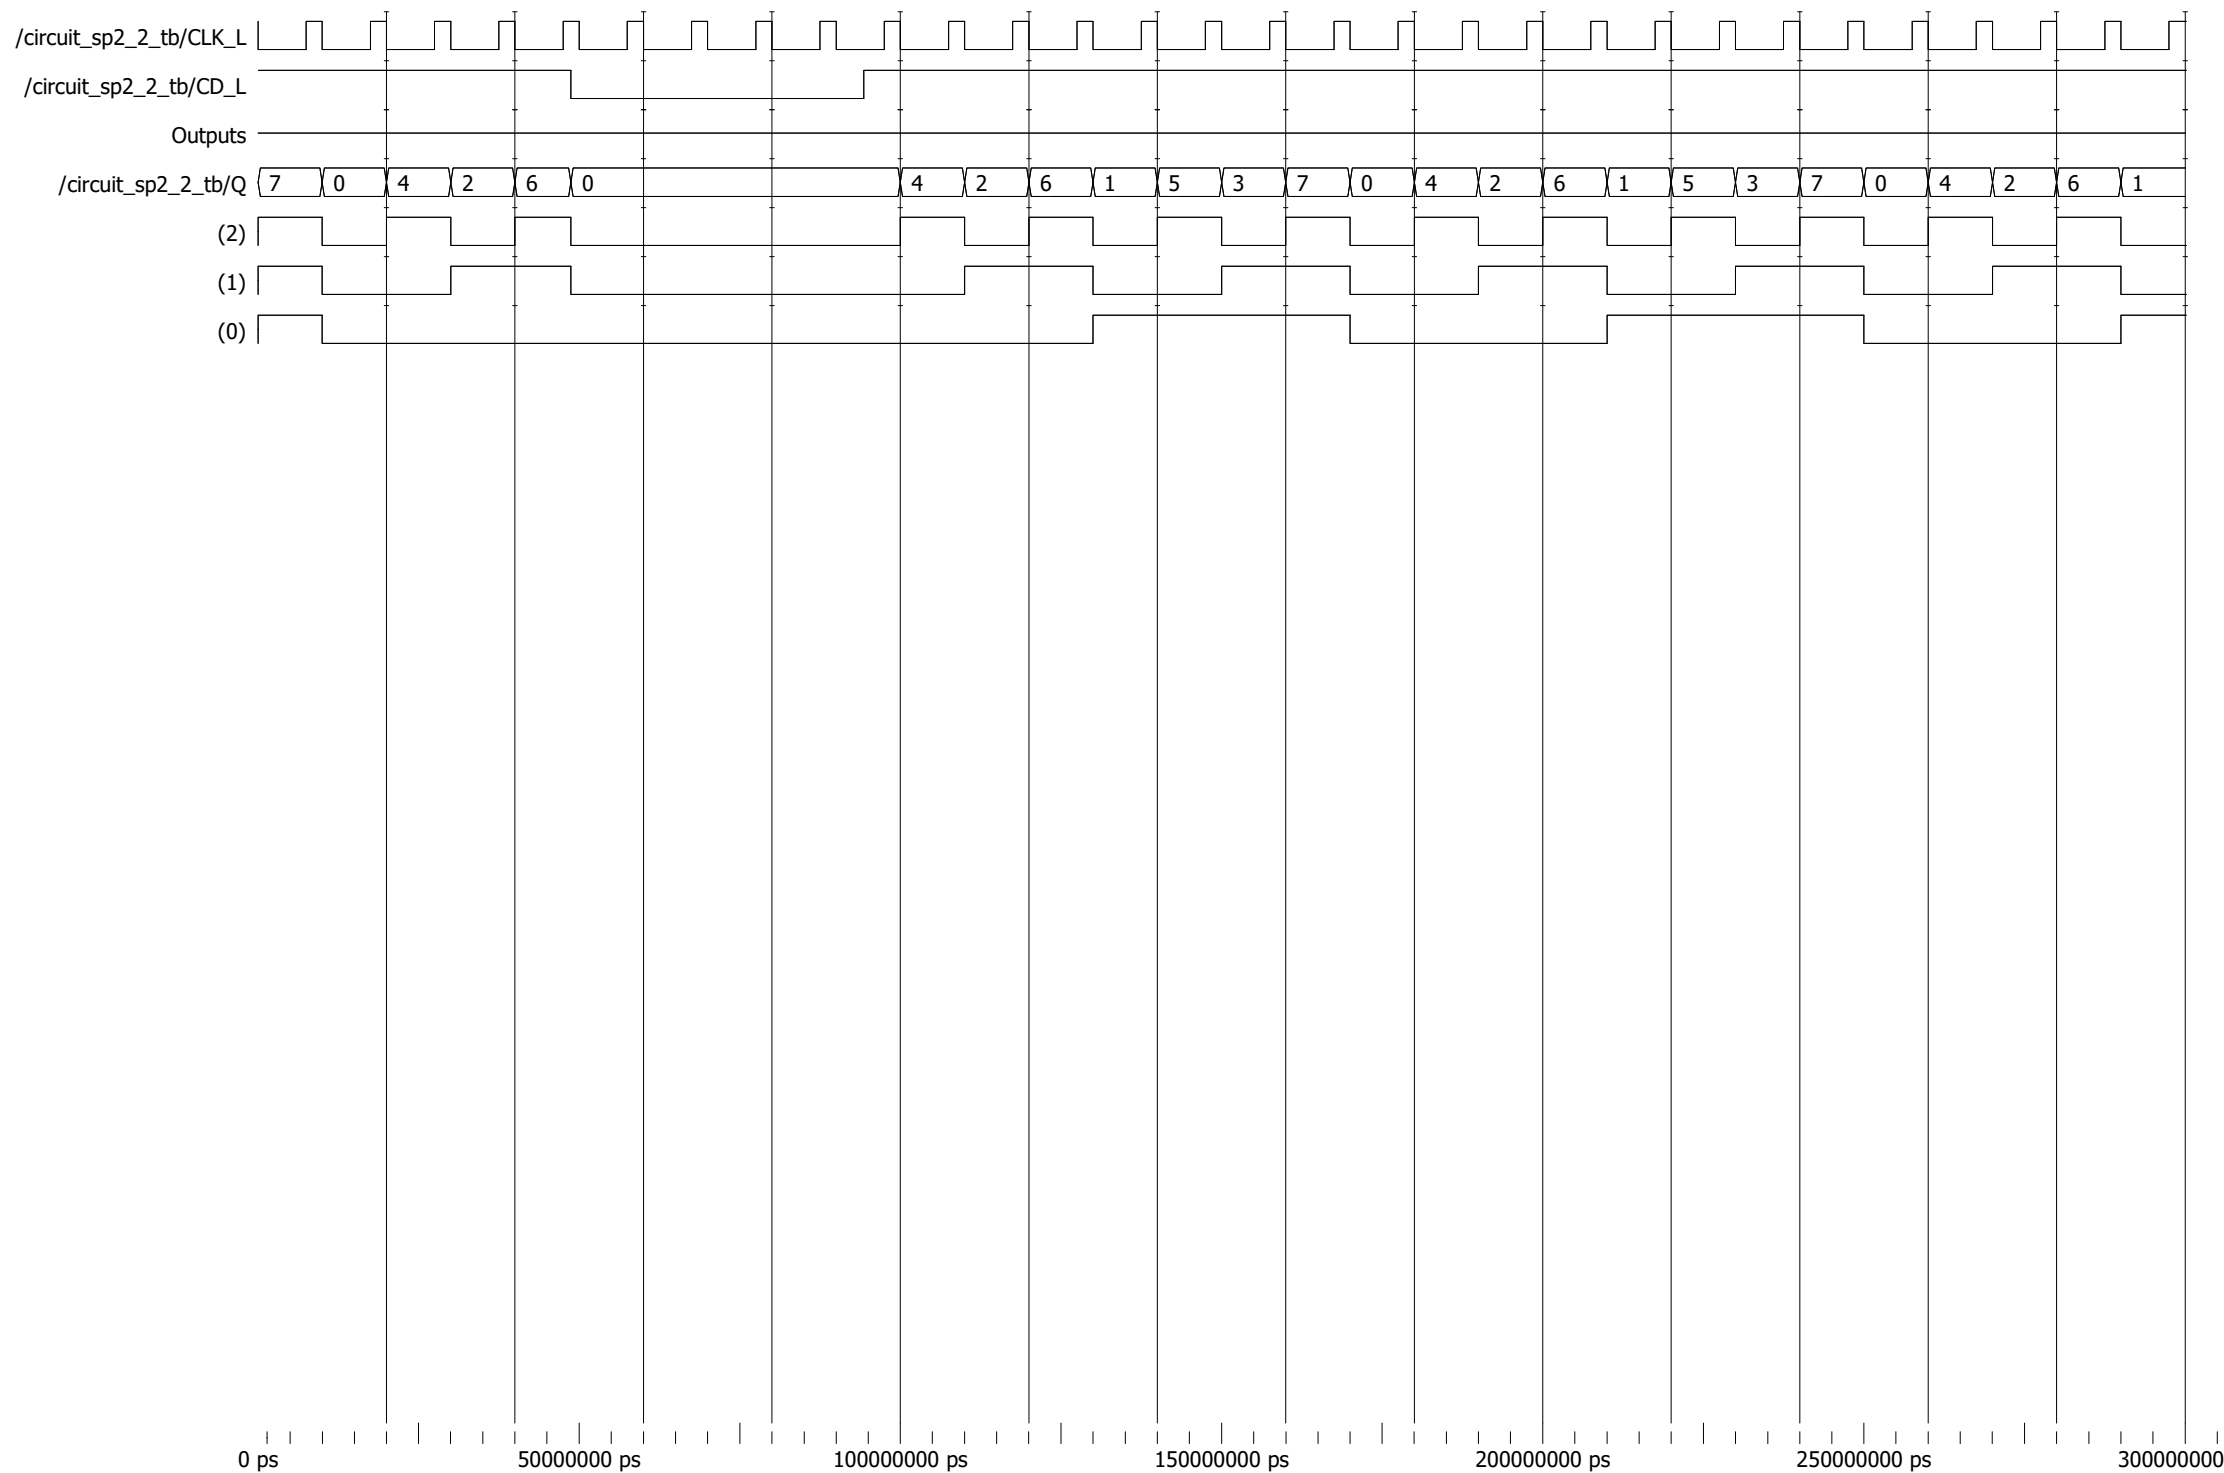 /circuit_sp2_2_tb/CLK_L
/circuit_sp2_2_tb/CD_L
Outputs
/circuit_sp2_2_tb/Q 7 0 4 2 6 0 4 2 6 1 5 3 7 0 4 2 6 1 5 3 7 0 4 2 6 1
(2)
(1)
(0)
0 ps 50000000 ps 100000000 ps 150000000 ps 200000000 ps 250000000 ps 300000000